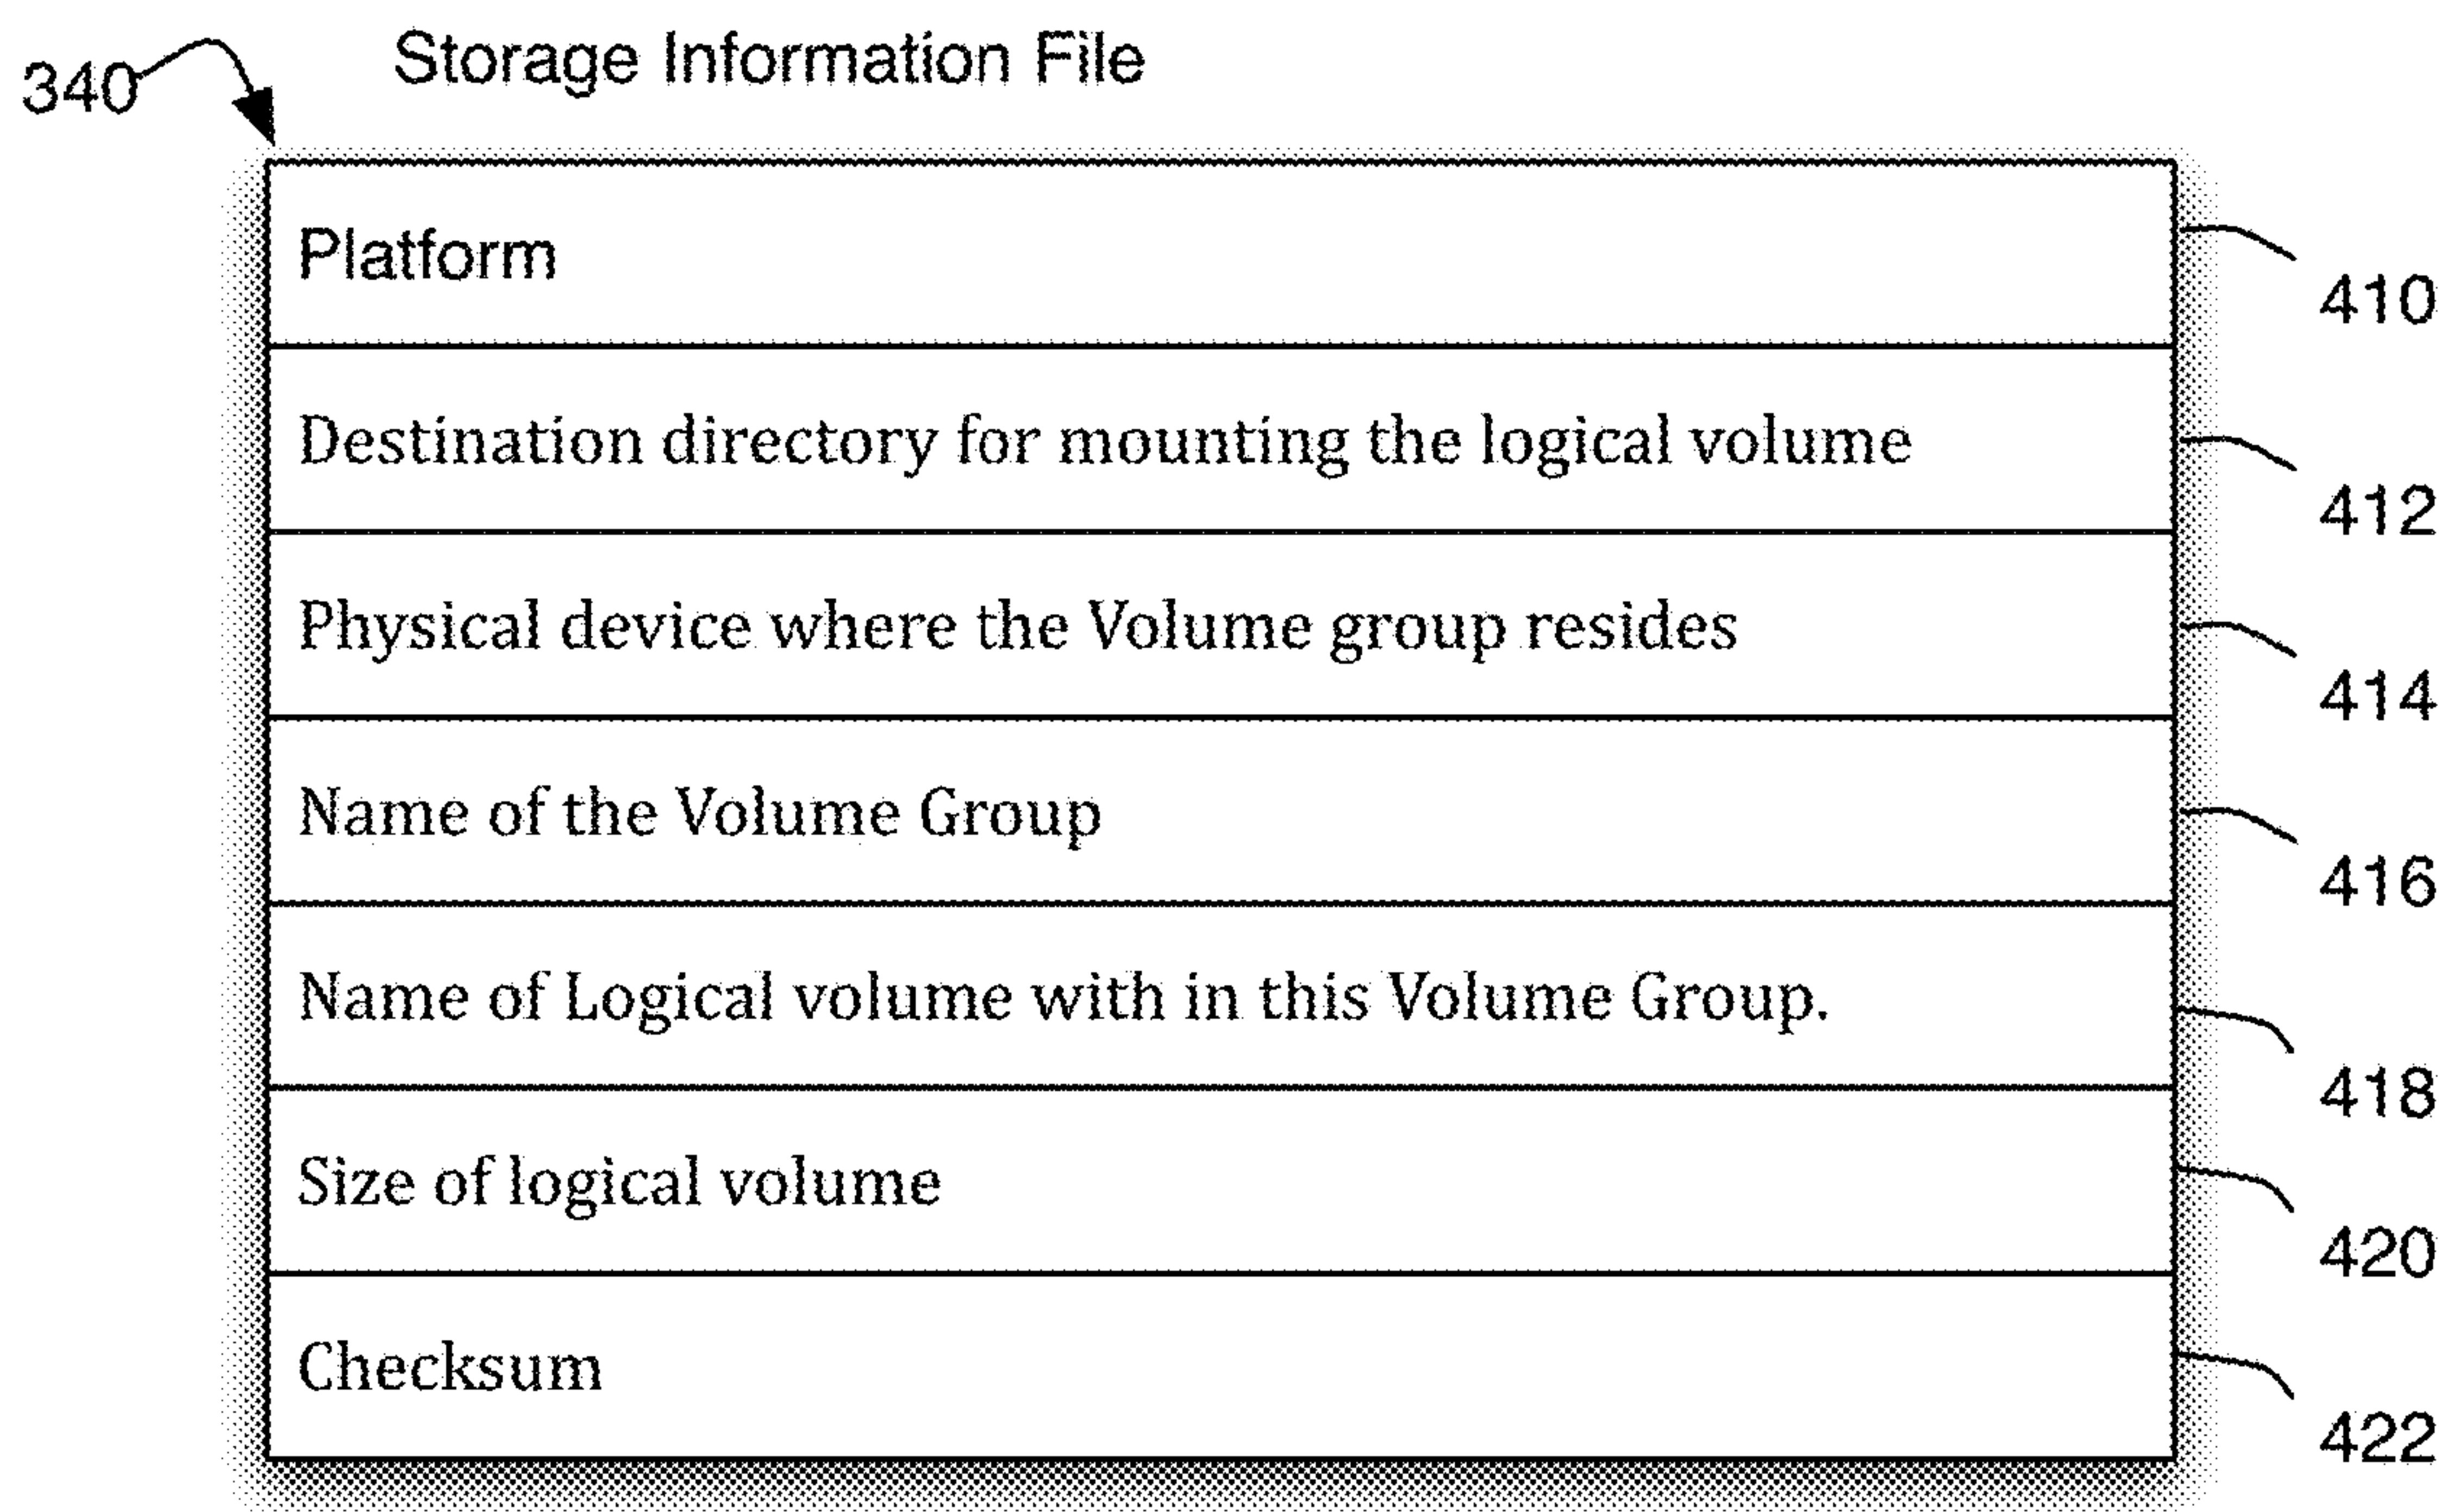 340
Storage Information File
Platform
410
Destination directory for mounting the logical volume
412
Physical device where the Volume group resides
414
Name of the Volume Group
416
Name of Logical volume with in this Volume Group.
418
Size of logical volume
420
Checksum
422